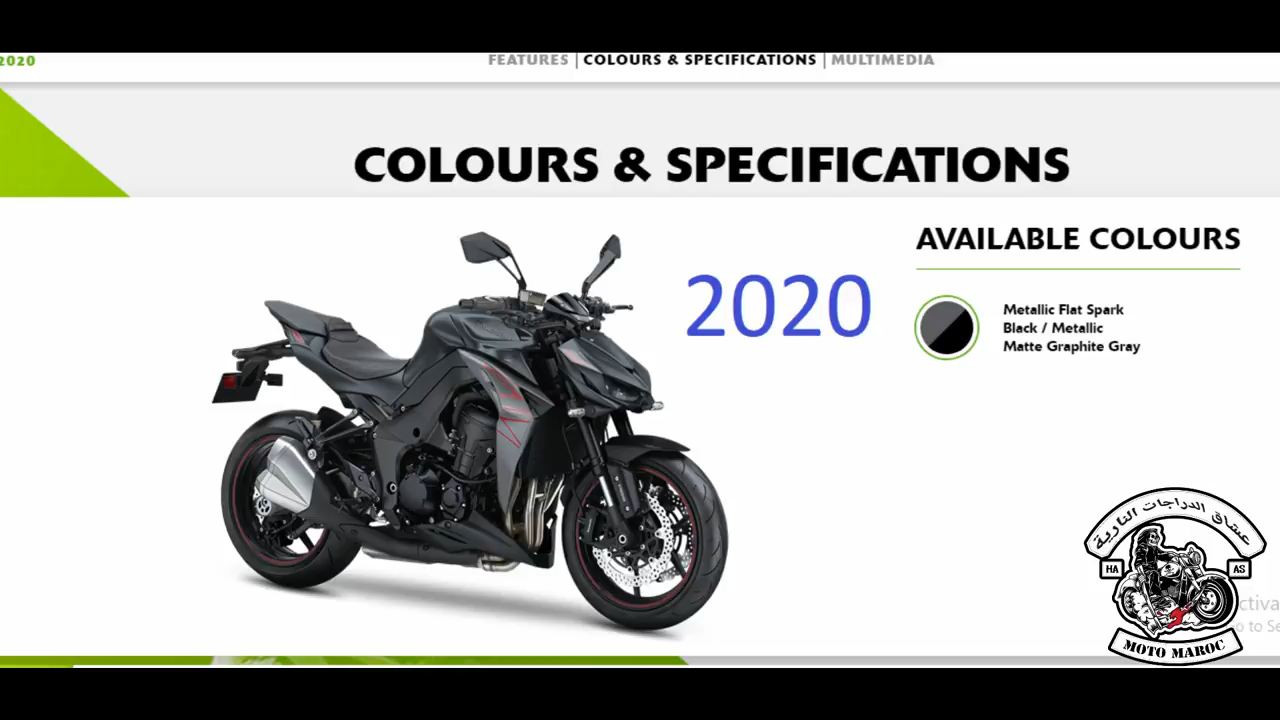 2020
FEATURES | COLOURS & SPECIFICATIONS | MULTIMEDIA
COLOURS & SPECIFICATIONS
AVAILABLE COLOURS
2020
Metallic Flat Spark
Black / Metallic
Matte Graphite Gray
عشاق الدراجات النارية
HA AS
MOTO MAROC